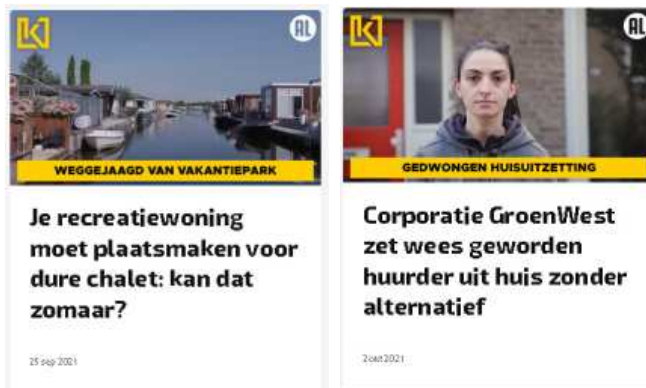 K
AL
WEGGEJAAGD VAN VAKANTIEPARK
Je recreatiewoning
moet plaatsmaken voor
dure chalet: kan dat
zomaar?
25 sep 2021
K
AL
GEDWONGEN HUISUITZETTING
Corporatie GroenWest
zet wees geworden
huurder uit huis zonder
alternatief
2 okt 2021